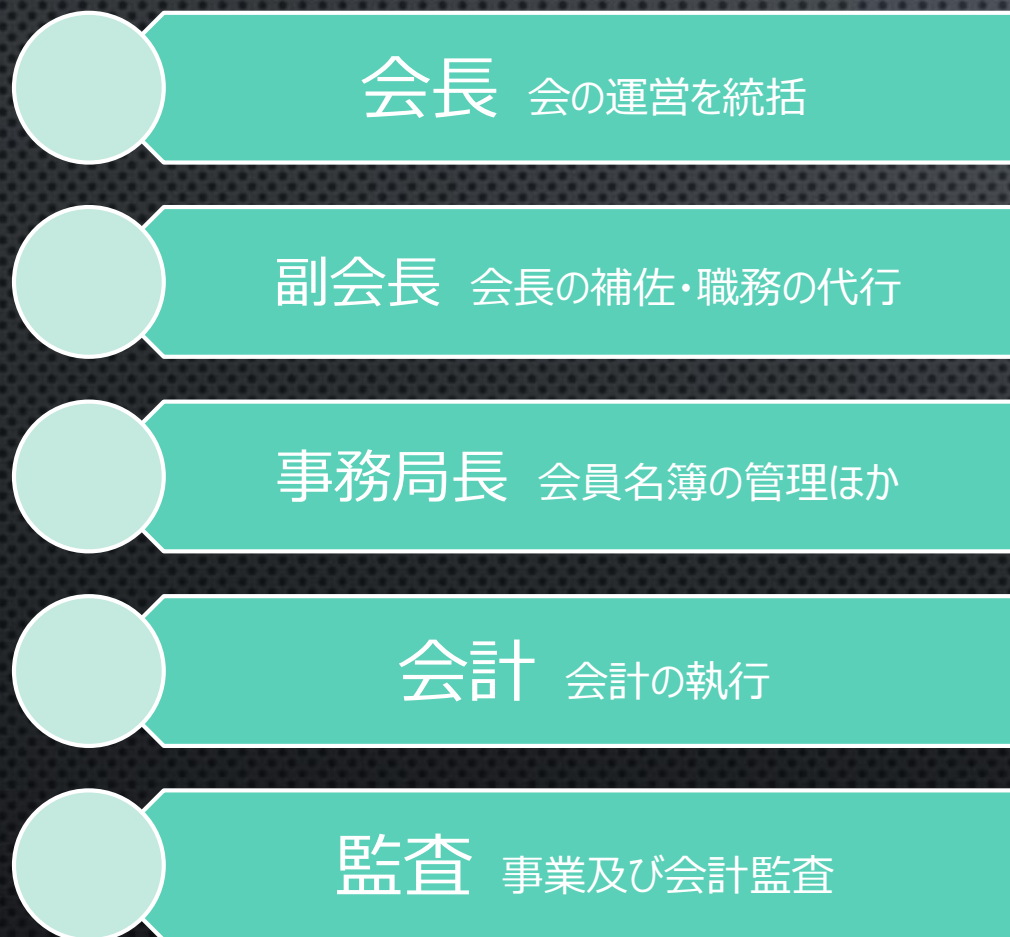 会長 会の運営を統括
副会長 会長の補佐・職務の代行
事務局長 会員名簿の管理ほか
会計 会計の執行
監査 事業及び会計監査